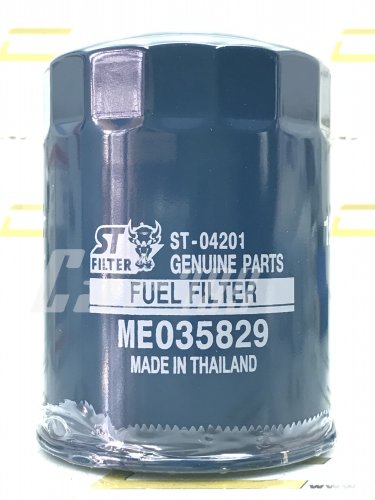 ST
FILTER
ST-04201
GENUINE PARTS
FUEL FILTER
ME035829
MADE IN THAILAND